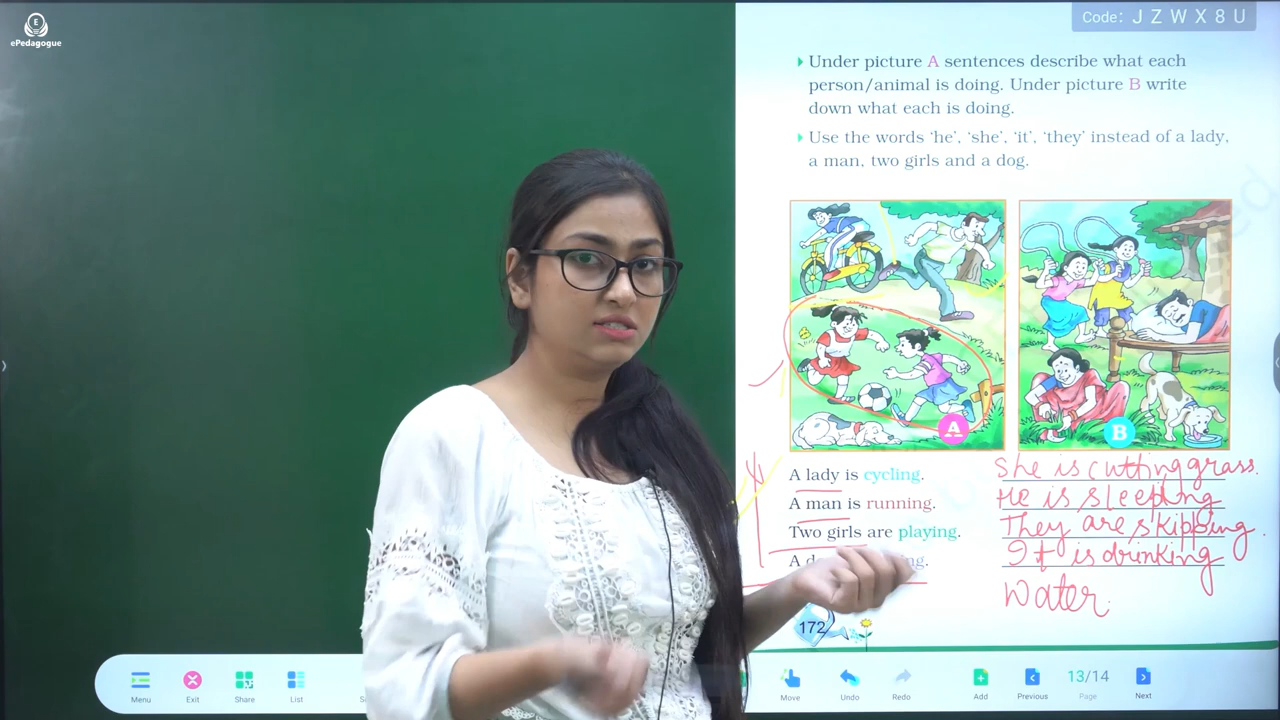 ePedagogue
Code: J Z W X 8 U
Under picture A sentences describe what each
person/animal is doing. Under picture B write
down what each is doing.
Use the words ‘he’, ‘she’, ‘it’, ‘they’ instead of a lady,
a man, two girls and a dog.
A
B
A lady is cycling.
A man is running.
Two girls are playing.
A
She is cutting grass.
He is sleeping
They are skipping.
It is drinking
Water.
172
Menu
Exit
Share
List
Move
Undo
Redo
Add
Previous
13/14
Page
Next